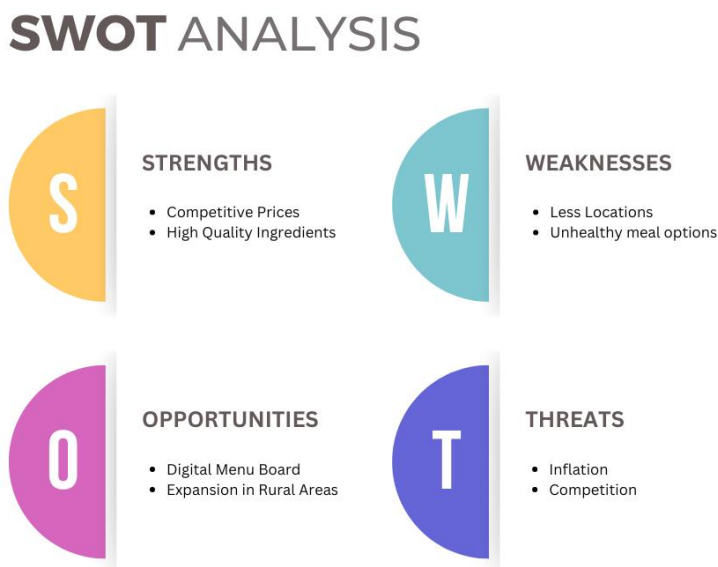 SWOT ANALYSIS
S
STRENGTHS
Competitive Prices
High Quality Ingredients
W
WEAKNESSES
Less Locations
Unhealthy meal options
O
OPPORTUNITIES
Digital Menu Board
Expansion in Rural Areas
T
THREATS
Inflation
Competition